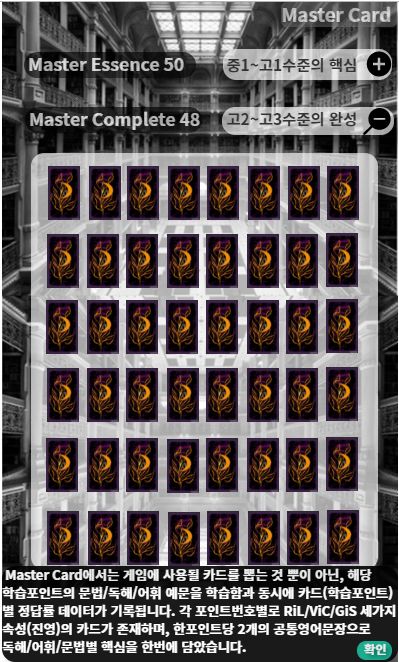 Master Card
Master Essence 50
중1~고1수준의 핵심
Master Complete 48
고2~고3수준의 완성
Master Card에서는 게임에 사용될 카드를 뽑는 것 뿐이 아닌, 해당
학습포인트의 문법/독해/어휘 예문을 학습함과 동시에 카드(학습포인트)
별 정답률 데이터가 기록됩니다. 각 포인트번호별로 RiL/ViC/GiS 세가지
속성(진영)의 카드가 존재하며, 한포인트당 2개의 공통영어문장으로
독해/어휘/문법별 핵심을 한번에 담았습니다.
확인